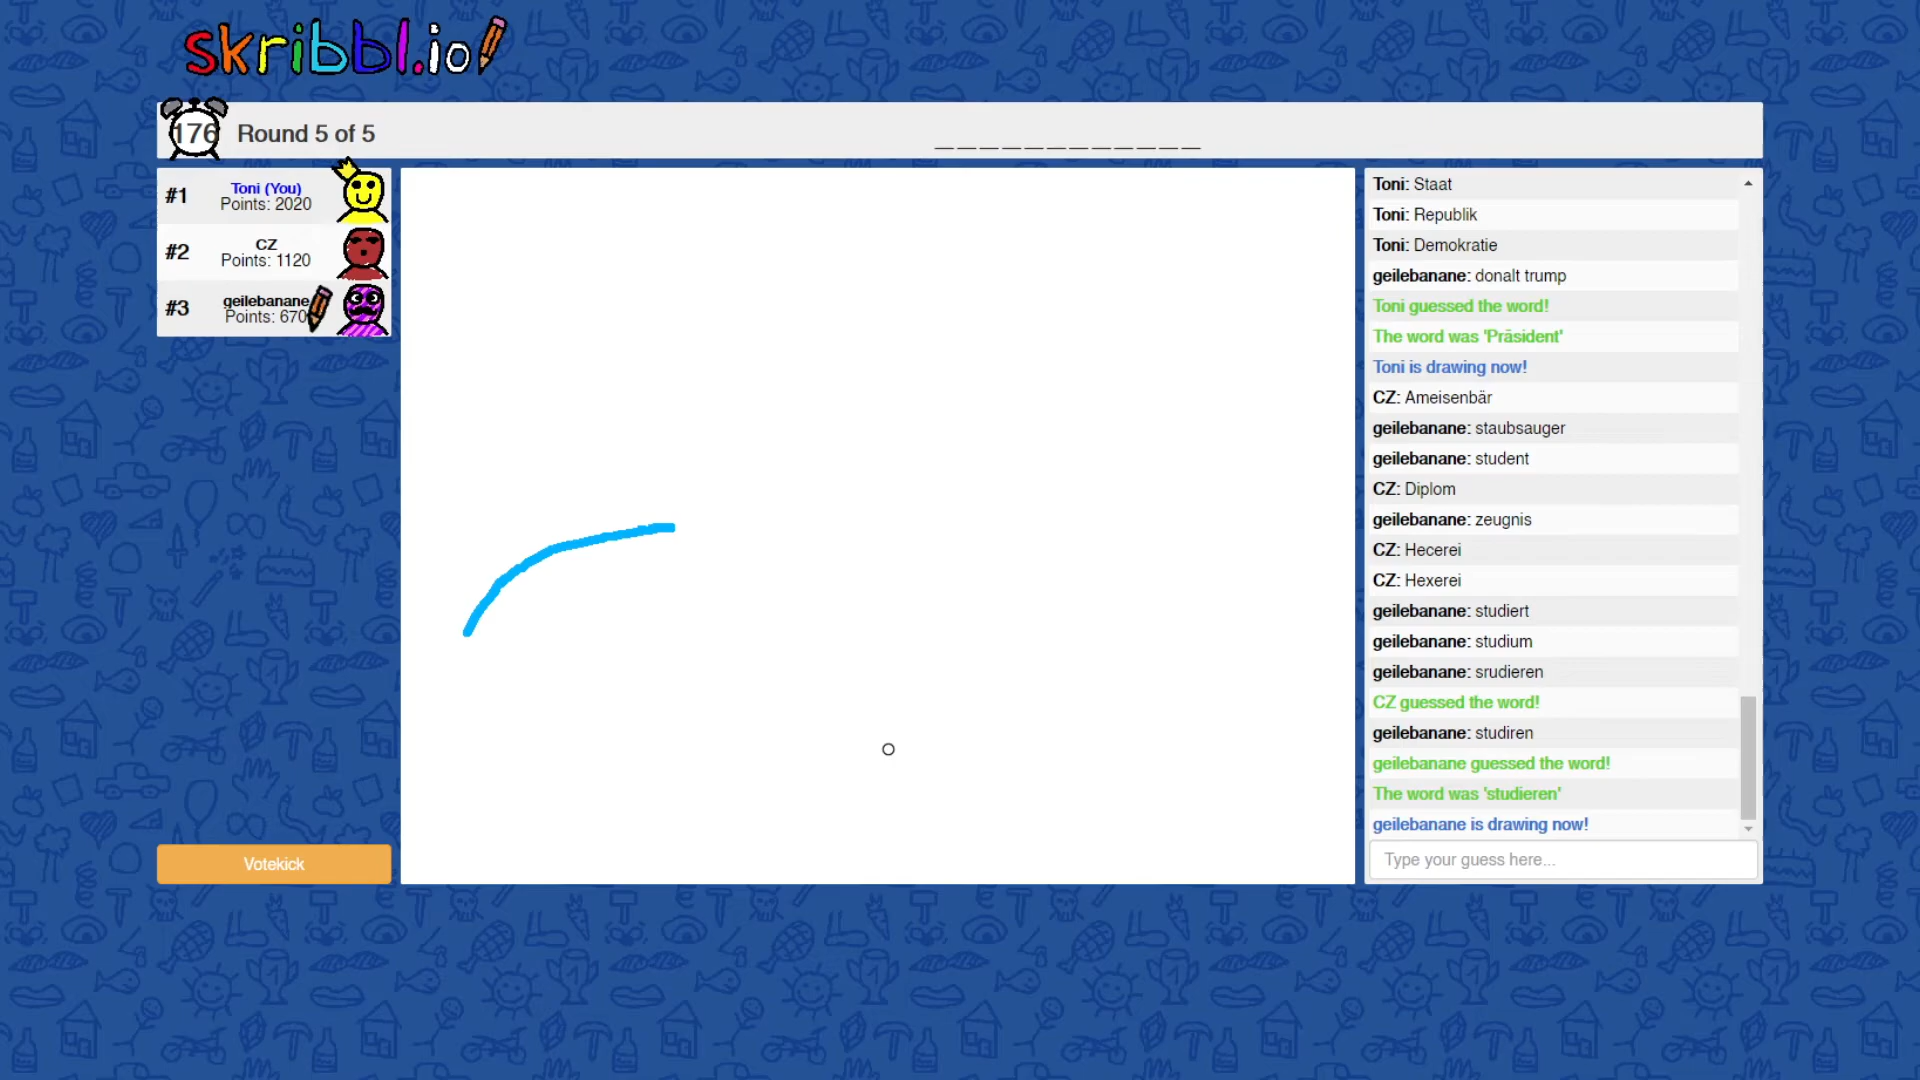 skribbl.io
176
Round 5 of 5
____________
#1
Toni (You)
Points: 2020
#2
CZ
Points: 1120
#3
geilebanane
Points: 670
Votekick
Toni: Staat
Toni: Republik
Toni: Demokratie
geilebanane: donalt trump
Toni guessed the word!
The word was 'Präsident'
Toni is drawing now!
CZ: Ameisenbär
geilebanane: staubsauger
geilebanane: student
CZ: Diplom
geilebanane: zeugnis
CZ: Hecerei
CZ: Hexerei
geilebanane: studiert
geilebanane: studium
geilebanane: srudieren
CZ guessed the word!
geilebanane: studiren
geilebanane guessed the word!
The word was 'studieren'
geilebanane is drawing now!
Type your guess here...